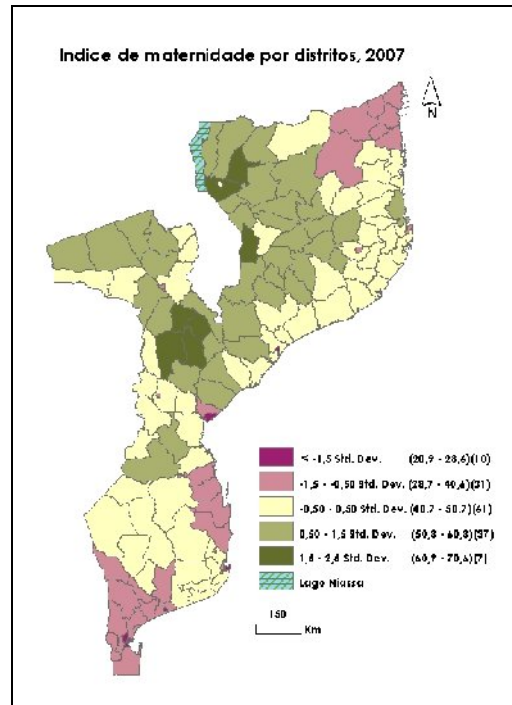 Indice de maternidade por distritos, 2007
N
< -1,5 Std. Dev. (20,9 - 28,6)(10)
-1,5 - -0,50 Std. Dev. (28,7 - 40,6)(31)
-0,50 - 0,50 Std. Dev. (40,7 - 50,7)(61)
0,50 - 1,5 Std. Dev. (50,8 - 60,8)(37)
1,5 - 2,5 Std. Dev. (60,9 - 70,6)(7)
Lago Niassa
150
Km